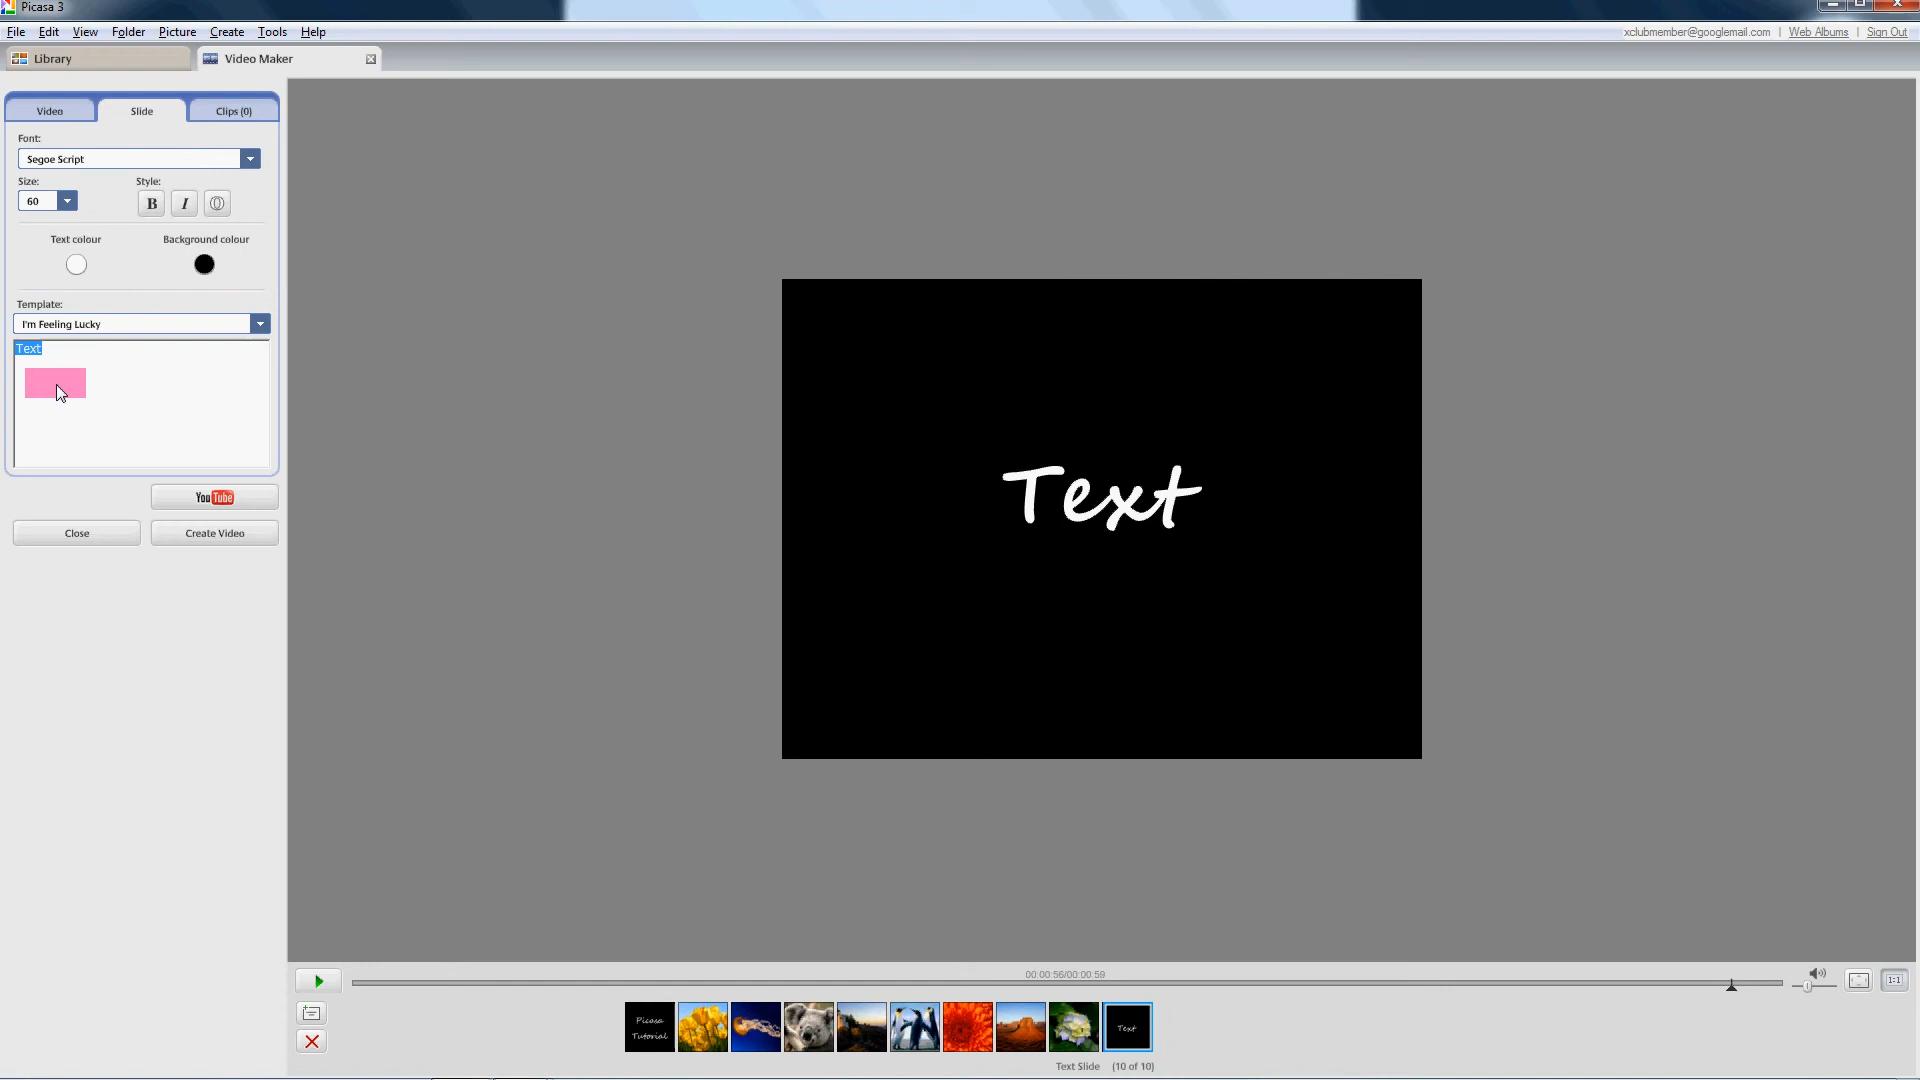 Picasa 3
File Edit View Folder Picture Create Tools Help
xclubmember@googlemail.com | Web Albums | Sign Out
Library
Video Maker
Video
Slide
Clips (0)
Font:
Segoe Script
Size:
Style:
60
B I O
Text colour
Background colour
Template:
I'm Feeling Lucky
Text
YouTube
Close
Create Video
Text
00:00:56/00:00:59
1:1
Picasa
Tutorial
Text
Text Slide (10 of 10)